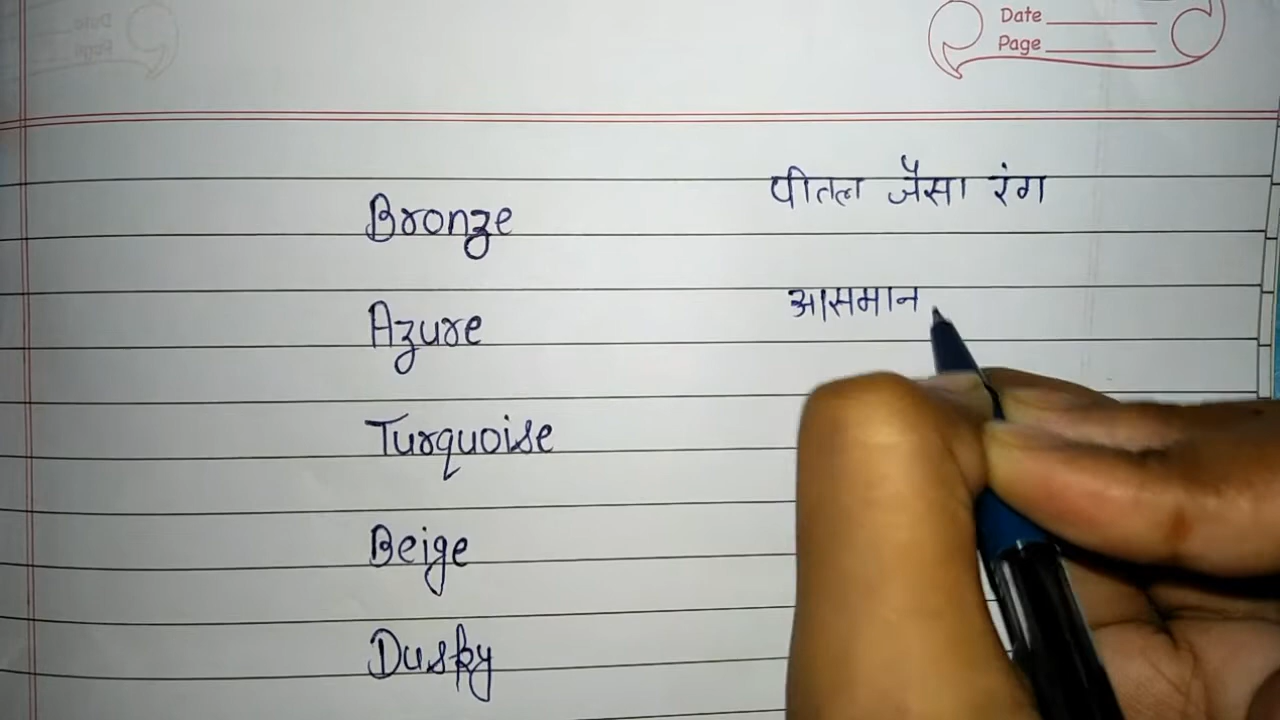 Date
Page
Bronze पीतल जैसा रंग
Azure आसमान
Turquoise
Beige
Dusky